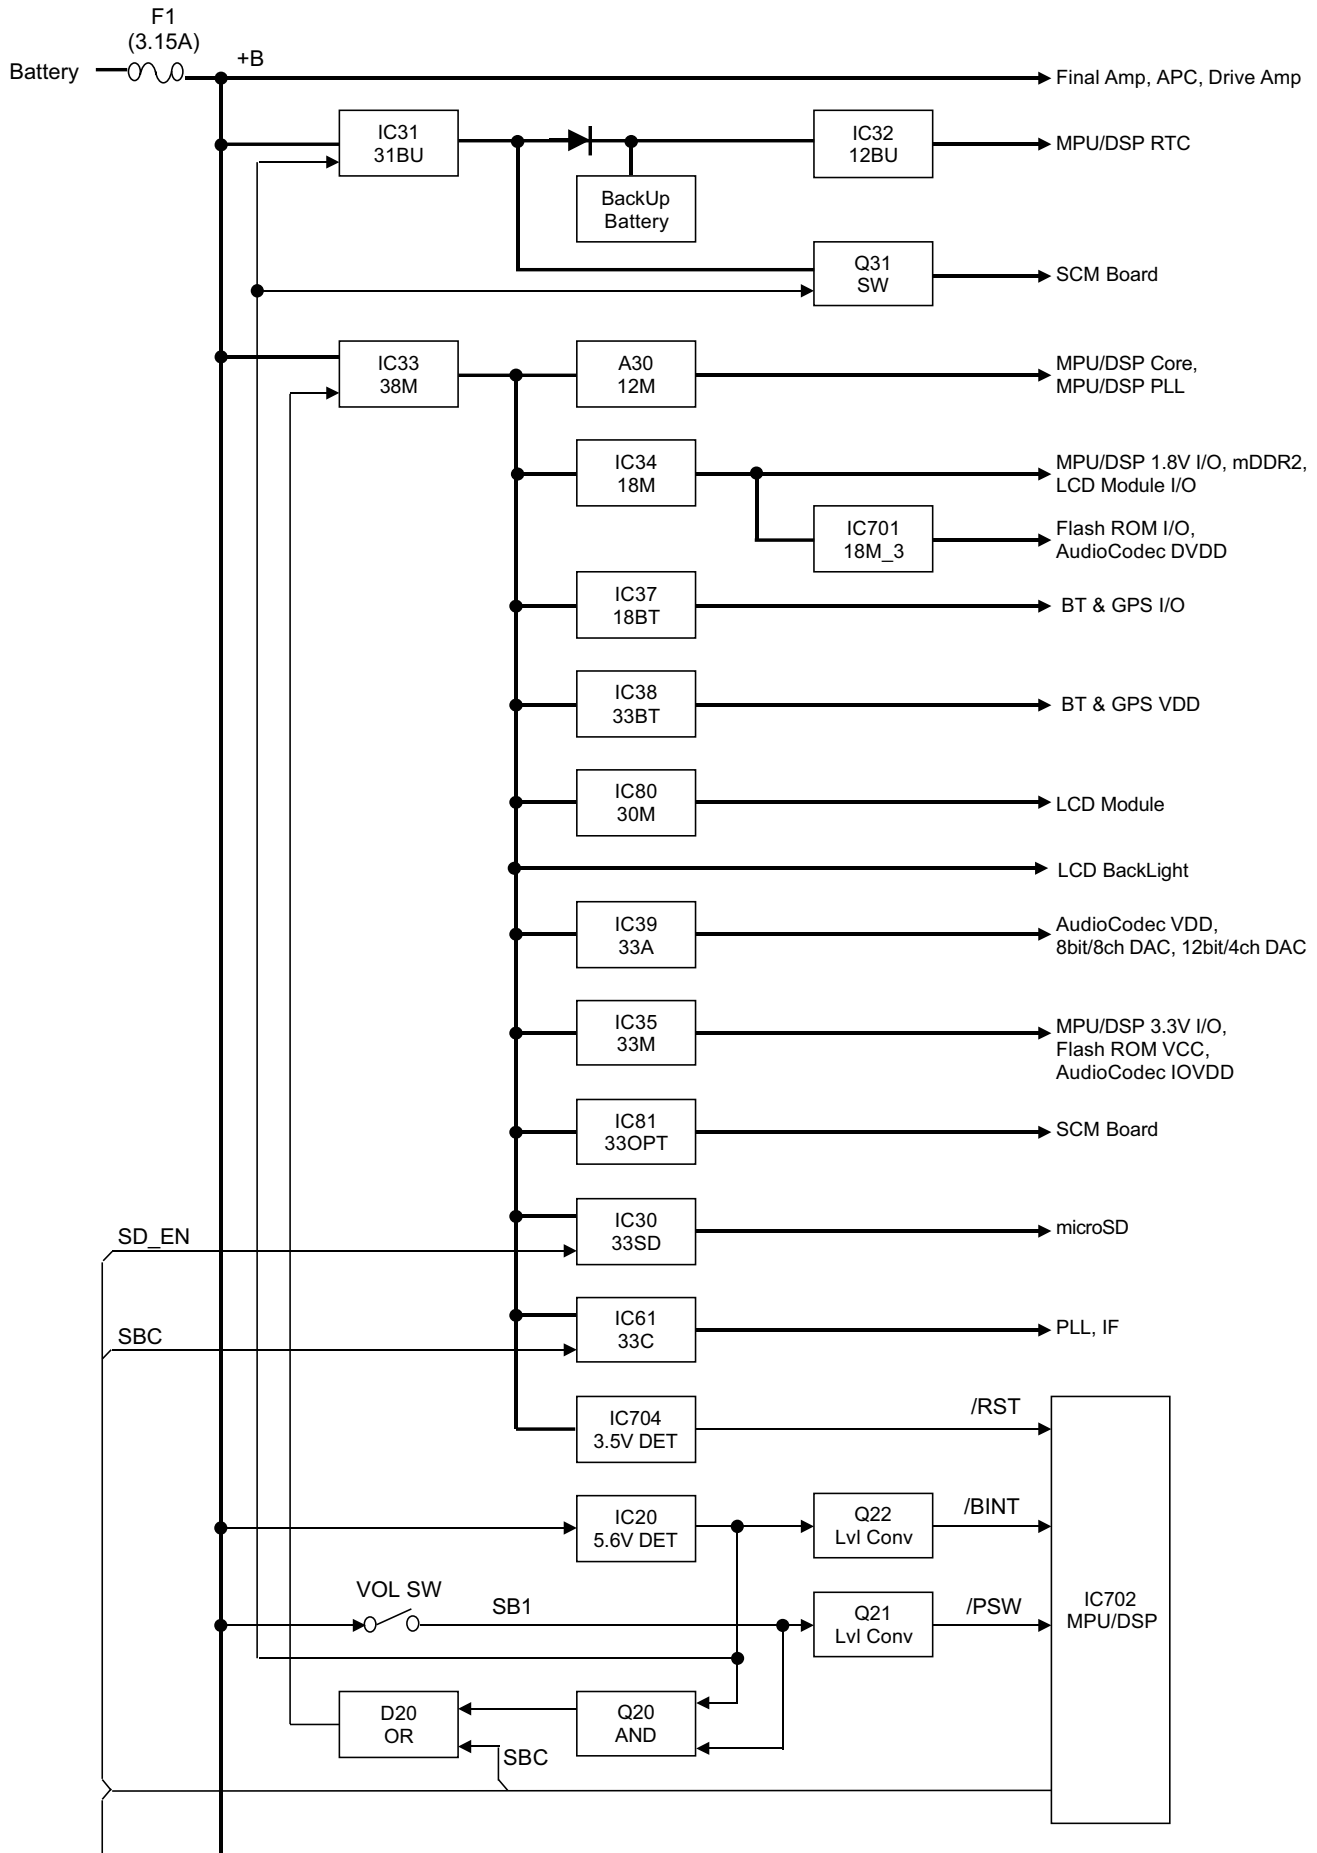 F1
(3.15A)
Battery
+B
Final Amp, APC, Drive Amp
IC31
31BU
IC32
12BU
MPU/DSP RTC
BackUp
Battery
Q31
SW
SCM Board
IC33
38M
A30
12M
MPU/DSP Core,
MPU/DSP PLL
IC34
18M
MPU/DSP 1.8V I/O, mDDR2,
LCD Module I/O
IC701
18M_3
Flash ROM I/O,
AudioCodec DVDD
IC37
18BT
BT & GPS I/O
IC38
33BT
BT & GPS VDD
IC80
30M
LCD Module
LCD BackLight
IC39
33A
AudioCodec VDD,
8bit/8ch DAC, 12bit/4ch DAC
IC35
33M
MPU/DSP 3.3V I/O,
Flash ROM VCC,
AudioCodec IOVDD
IC81
33OPT
SCM Board
SD_EN
IC30
33SD
microSD
SBC
IC61
33C
PLL, IF
IC704
3.5V DET
/RST
IC20
5.6V DET
Q22
Lvl Conv
/BINT
VOL SW
SB1
Q21
Lvl Conv
/PSW
IC702
MPU/DSP
D20
OR
Q20
AND
SBC